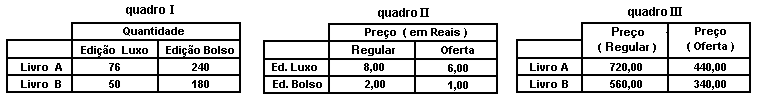 quadro I
Quantidade
Edição Luxo Edição Bolso
Livro A 76 240
Livro B 50 180
quadro II
Preço ( em Reais )
Regular Oferta
Ed. Luxo 8,00 6,00
Ed. Bolso 2,00 1,00
quadro III
Preço ( Regular ) Preço ( Oferta )
Livro A 720,00 440,00
Livro B 560,00 340,00